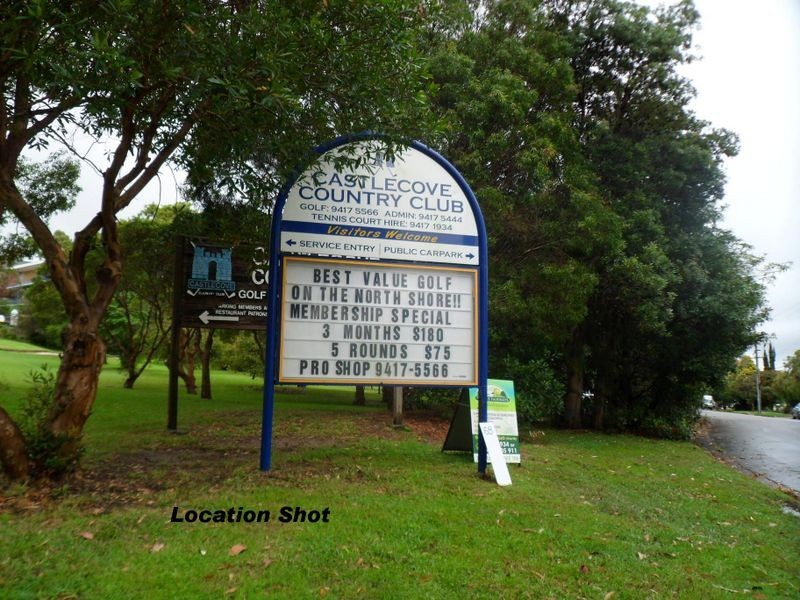 CASTLECOVE
COUNTRY CLUB
GOLF: 9417 5566 ADMIN: 9417 5444
TENNIS COURT HIRE: 9417 1934
Visitors Welcome
SERVICE ENTRY PUBLIC CARPARK
BEST VALUE GOLF
ON THE NORTH SHORE!!
MEMBERSHIP SPECIAL
3 MONTHS $180
5 ROUNDS $75
PRO SHOP 9417-5566
CASTLECOVE
GOLF
Location Shot